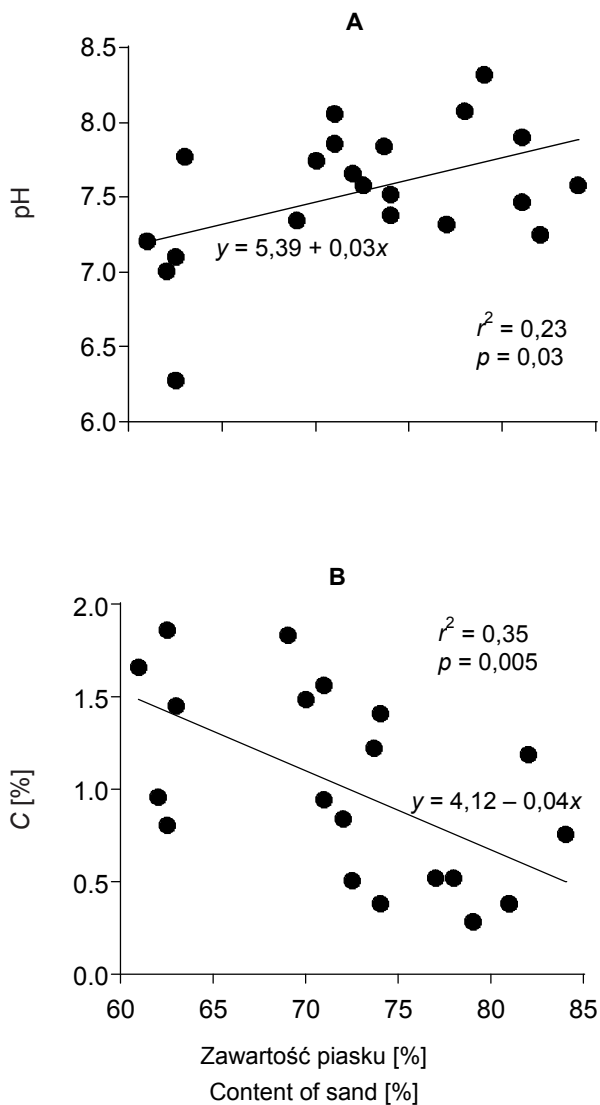 A
8.5
8.0
7.5
7.0
6.5
6.0
pH
y = 5,39 + 0,03x
r² = 0,23
p = 0,03
B
2.0
1.5
1.0
0.5
0.0
C [%]
r² = 0,35
p = 0,005
y = 4,12 – 0,04x
60 65 70 75 80 85
Zawartość piasku [%]
Content of sand [%]